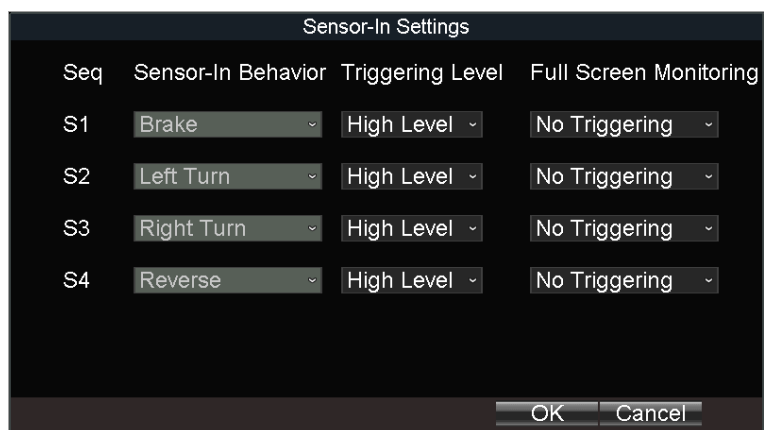 Sensor-In Settings
Seq Sensor-In Behavior Triggering Level Full Screen Monitoring
S1 Brake High Level No Triggering
S2 Left Turn High Level No Triggering
S3 Right Turn High Level No Triggering
S4 Reverse High Level No Triggering
OK Cancel